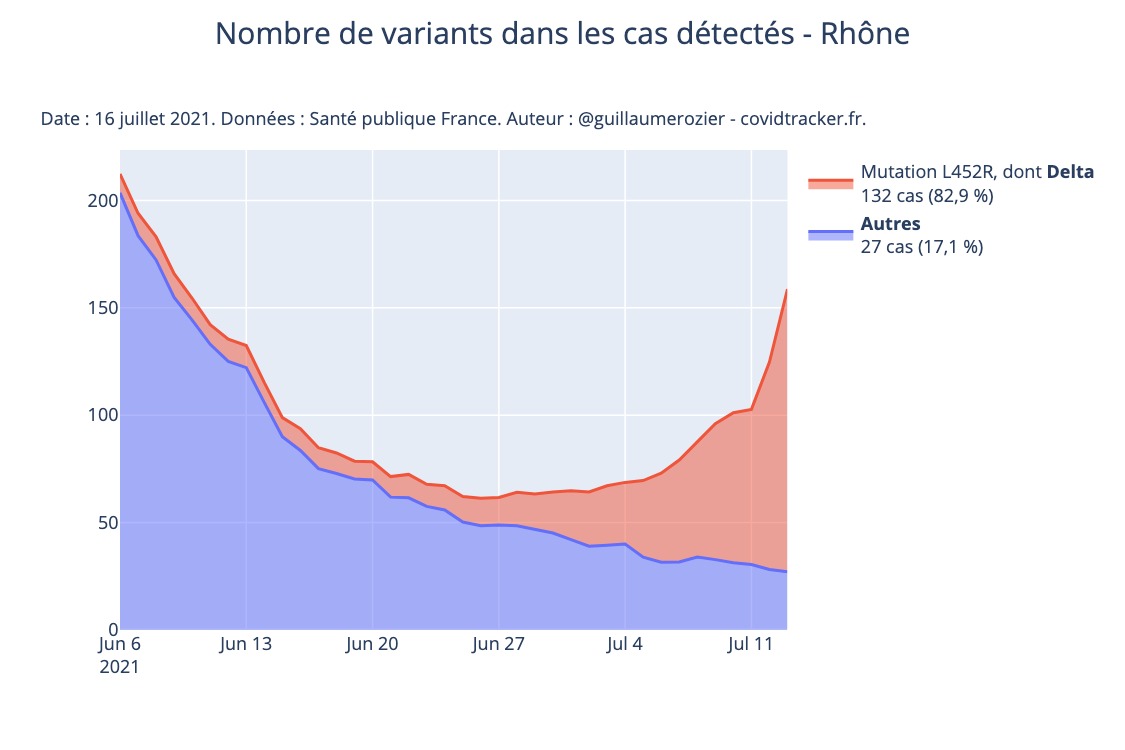 Nombre de variants dans les cas détectés - Rhône
Date : 16 juillet 2021. Données : Santé publique France. Auteur : @guillaumerozier - covidtracker.fr.
Mutation L452R, dont Delta
132 cas (82,9 %)
Autres
27 cas (17,1 %)
200
150
100
50
0
Jun 6 Jun 13 Jun 20 Jun 27 Jul 4 Jul 11
2021